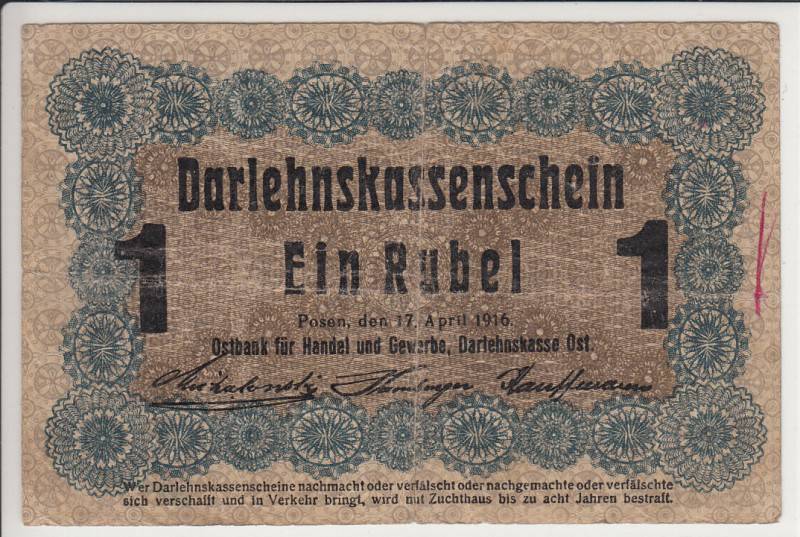 Darlehnskassenschein
1 Ein Rubel 1
Posen, den 17. April 1916.
Ostbank für Handel und Gewerbe, Darlehnskasse Ost.
Kauffmann
Wer Darlehnskassenscheine nachmacht oder verfälscht oder nachgemachte oder verfälschte
sich verschafft und in Verkehr bringt, wird mit Zuchthaus bis zu acht Jahren bestraft.